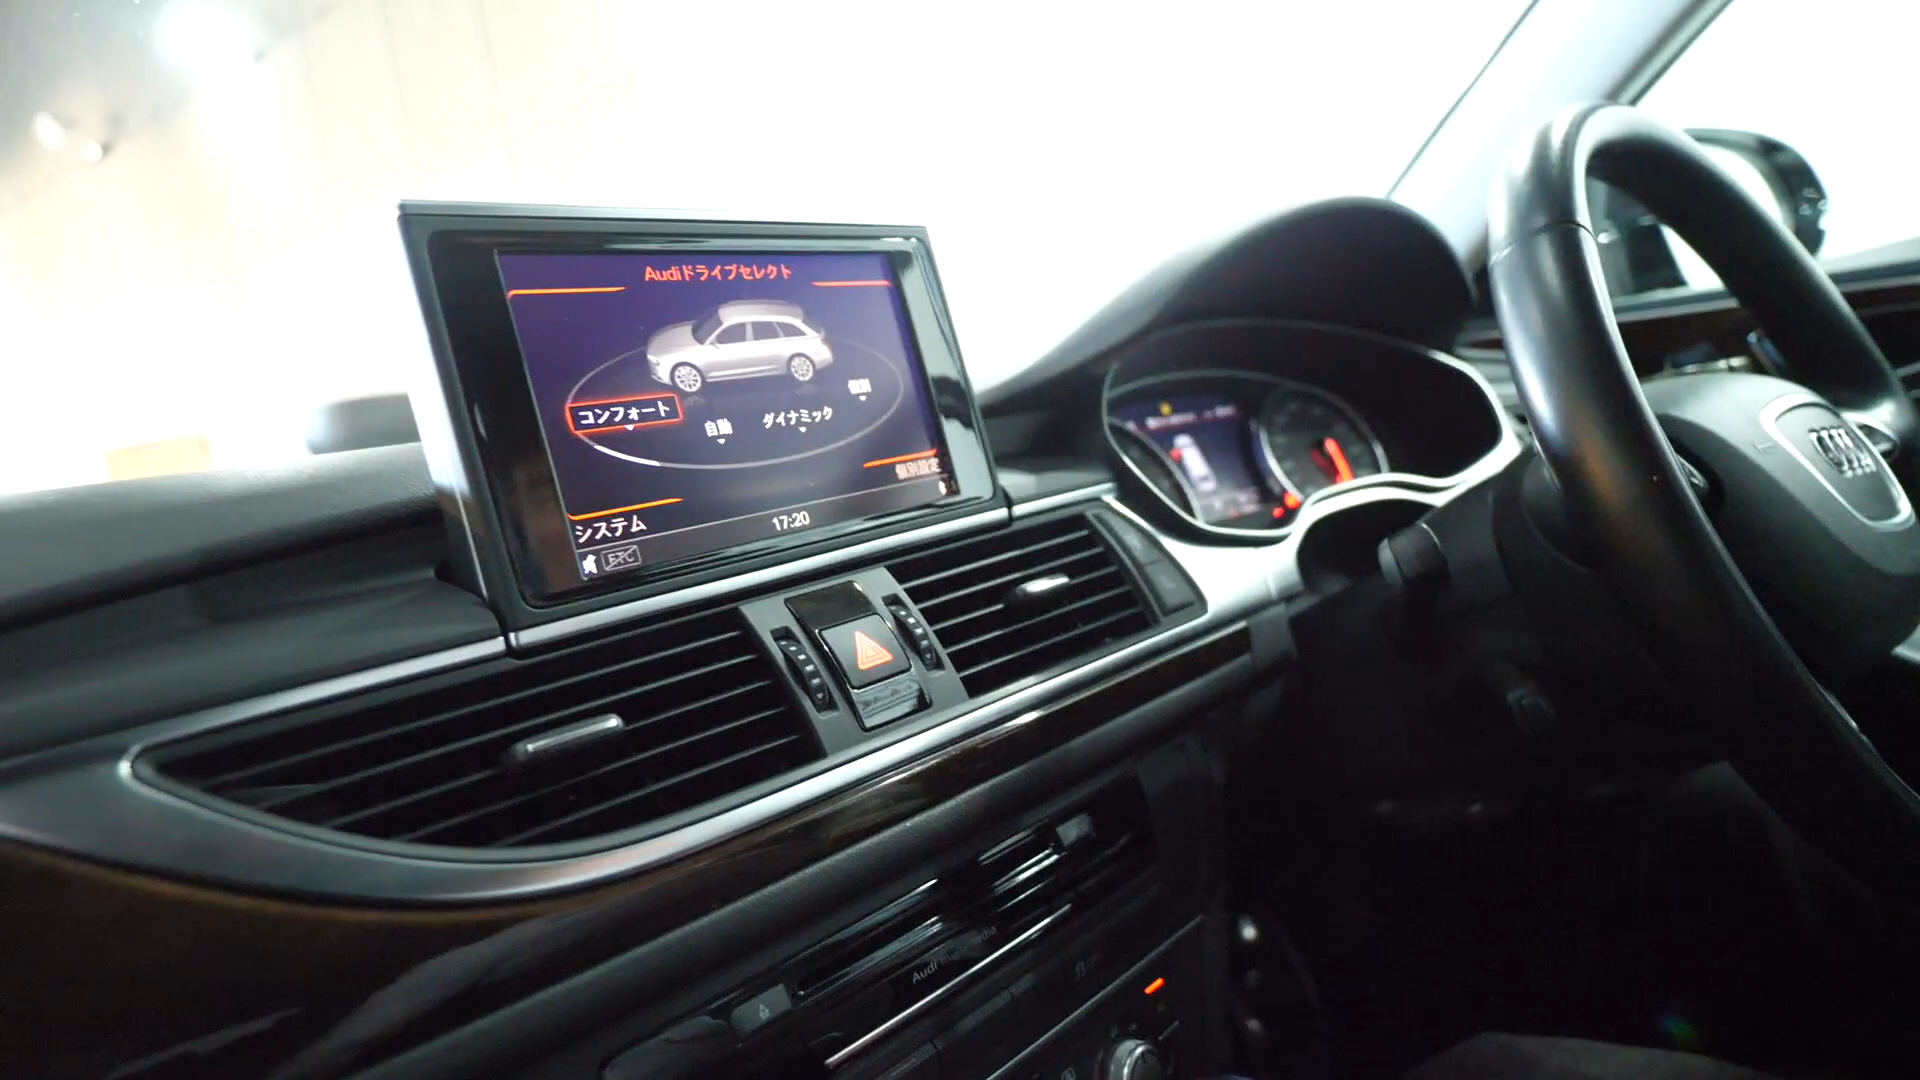 Audiドライブセレクト
コンフォート
自動
ダイナミック
個別
個別設定
システム
17:20
ETC
Audi multimedia